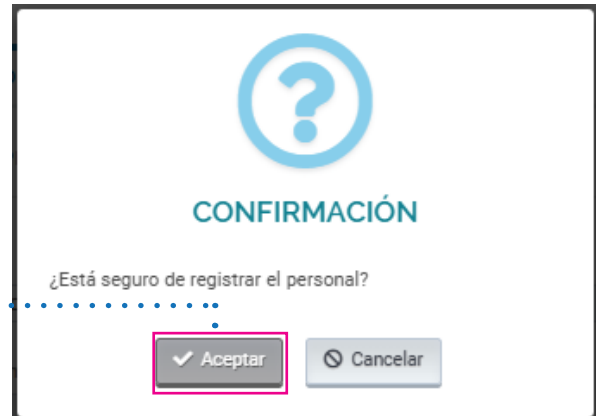 CONFIRMACIÓN
¿Está seguro de registrar el personal?
Aceptar
Cancelar